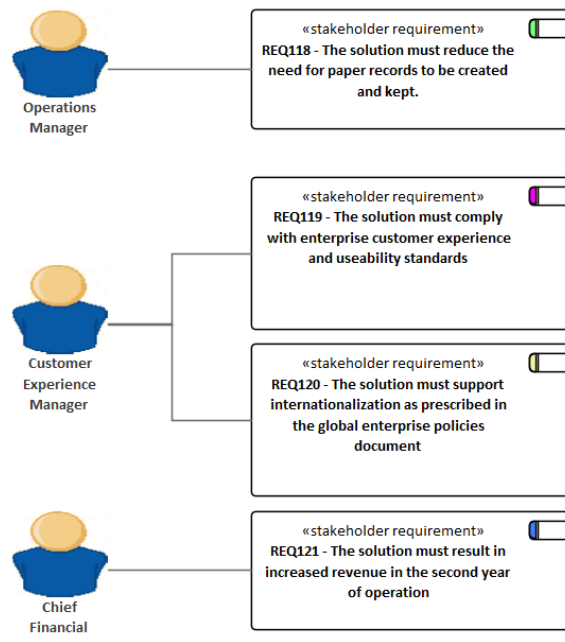 Operations
Manager
«stakeholder requirement»
REQ118 - The solution must reduce the
need for paper records to be created
and kept.
«stakeholder requirement»
REQ119 - The solution must comply
with enterprise customer experience
and useability standards
Customer
Experience
Manager
«stakeholder requirement»
REQ120 - The solution must support
internationalization as prescribed in
the global enterprise policies
document
«stakeholder requirement»
REQ121 - The solution must result in
increased revenue in the second year
of operation
Chief
Financial